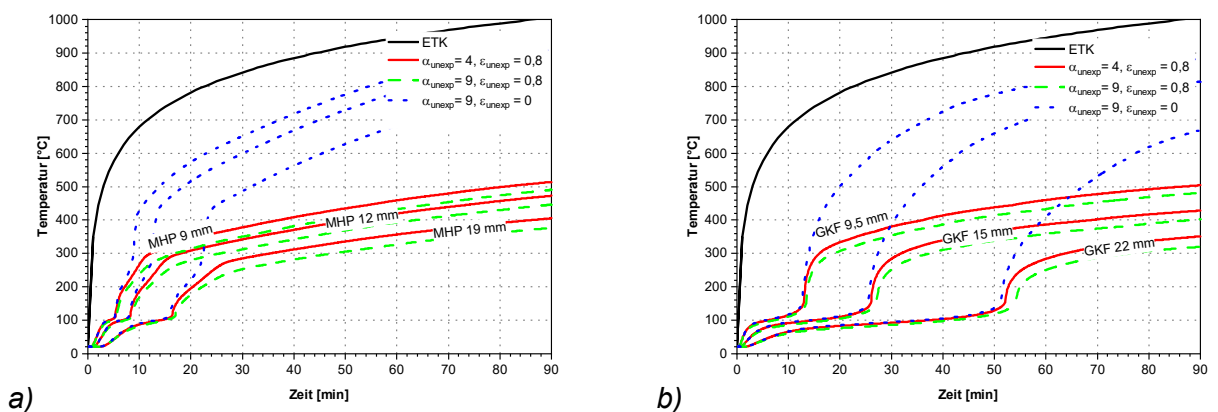 1000
900
800
700
600
500
400
300
200
100
0
Temperatur [°C]
ETK
αunexp= 4, εunexp = 0,8
αunexp= 9, εunexp = 0,8
αunexp= 9, εunexp = 0
MHP 9 mm
MHP 12 mm
MHP 19 mm
0 10 20 30 40 50 60 70 80 90
Zeit [min]
a)
1000
900
800
700
600
500
400
300
200
100
0
Temperatur [°C]
ETK
αunexp= 4, εunexp = 0,8
αunexp= 9, εunexp = 0,8
αunexp= 9, εunexp = 0
GKF 9,5 mm
GKF 15 mm
GKF 22 mm
0 10 20 30 40 50 60 70 80 90
Zeit [min]
b)